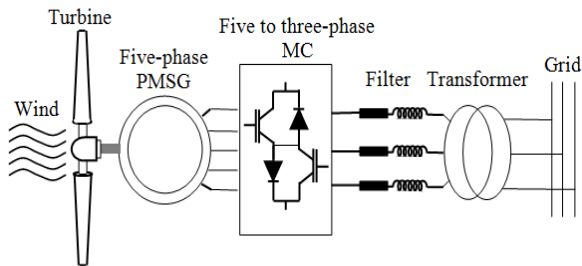 Turbine
Five-phase
PMSG
Five to three-phase
MC
Filter
Transformer
Grid
Wind